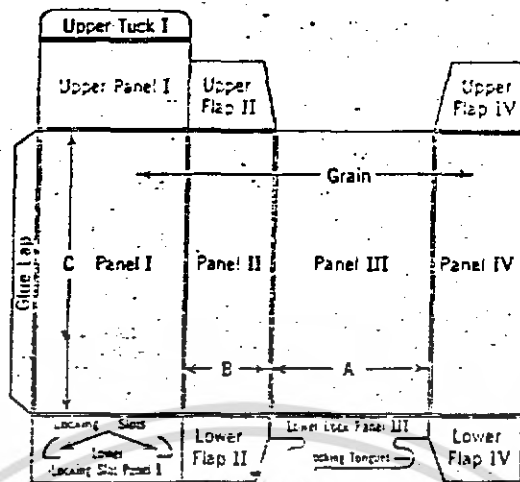 Upper Tuck I
Upper Panel I
Upper
Flap II
Upper
Flap IV
Grain
Glue Lap
C
Panel I
Panel II
Panel III
Panel IV
B
A
Locking Slots
Lower
Locking Slot Panel I
Lower
Flap II
Lower Lock Panel III
Locking Tongues
Lower
Flap IV